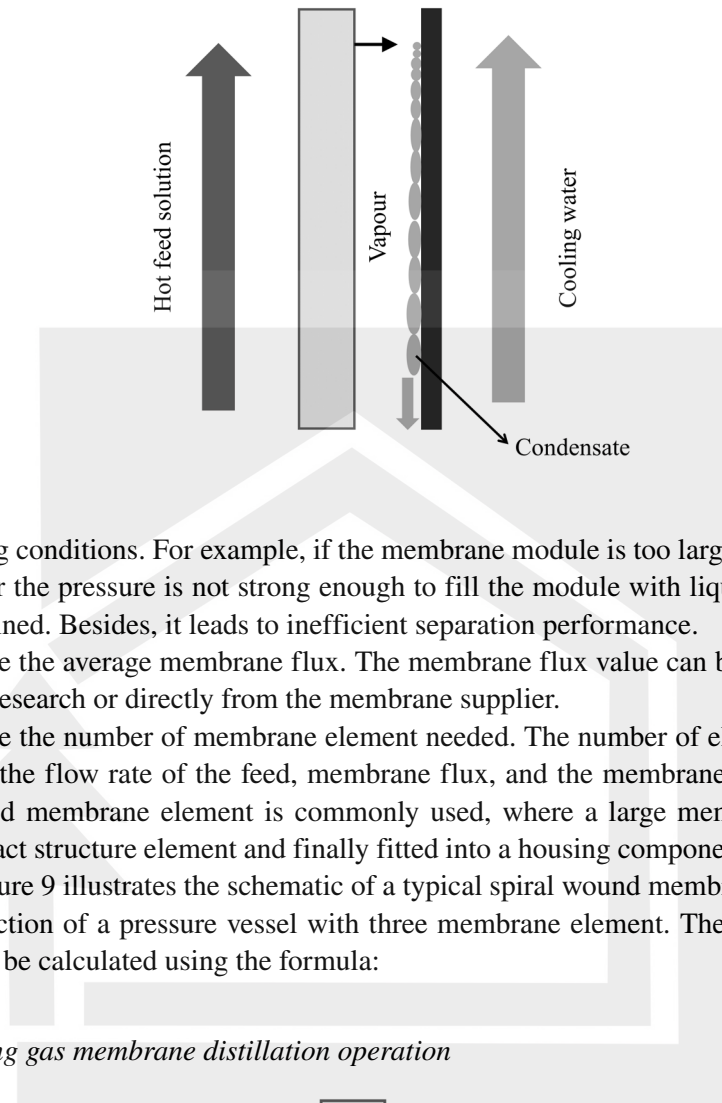 Hot feed solution
Vapour
Cooling water
Condensate
g conditions. For example, if the membrane module is too larg
r the pressure is not strong enough to fill the module with liqu
ned. Besides, it leads to inefficient separation performance.
e the average membrane flux. The membrane flux value can b
esearch or directly from the membrane supplier.
e the number of membrane element needed. The number of el
the flow rate of the feed, membrane flux, and the membrane
d membrane element is commonly used, where a large mem
act structure element and finally fitted into a housing compone
ure 9 illustrates the schematic of a typical spiral wound memb
ction of a pressure vessel with three membrane element. The
be calculated using the formula:
ng gas membrane distillation operation